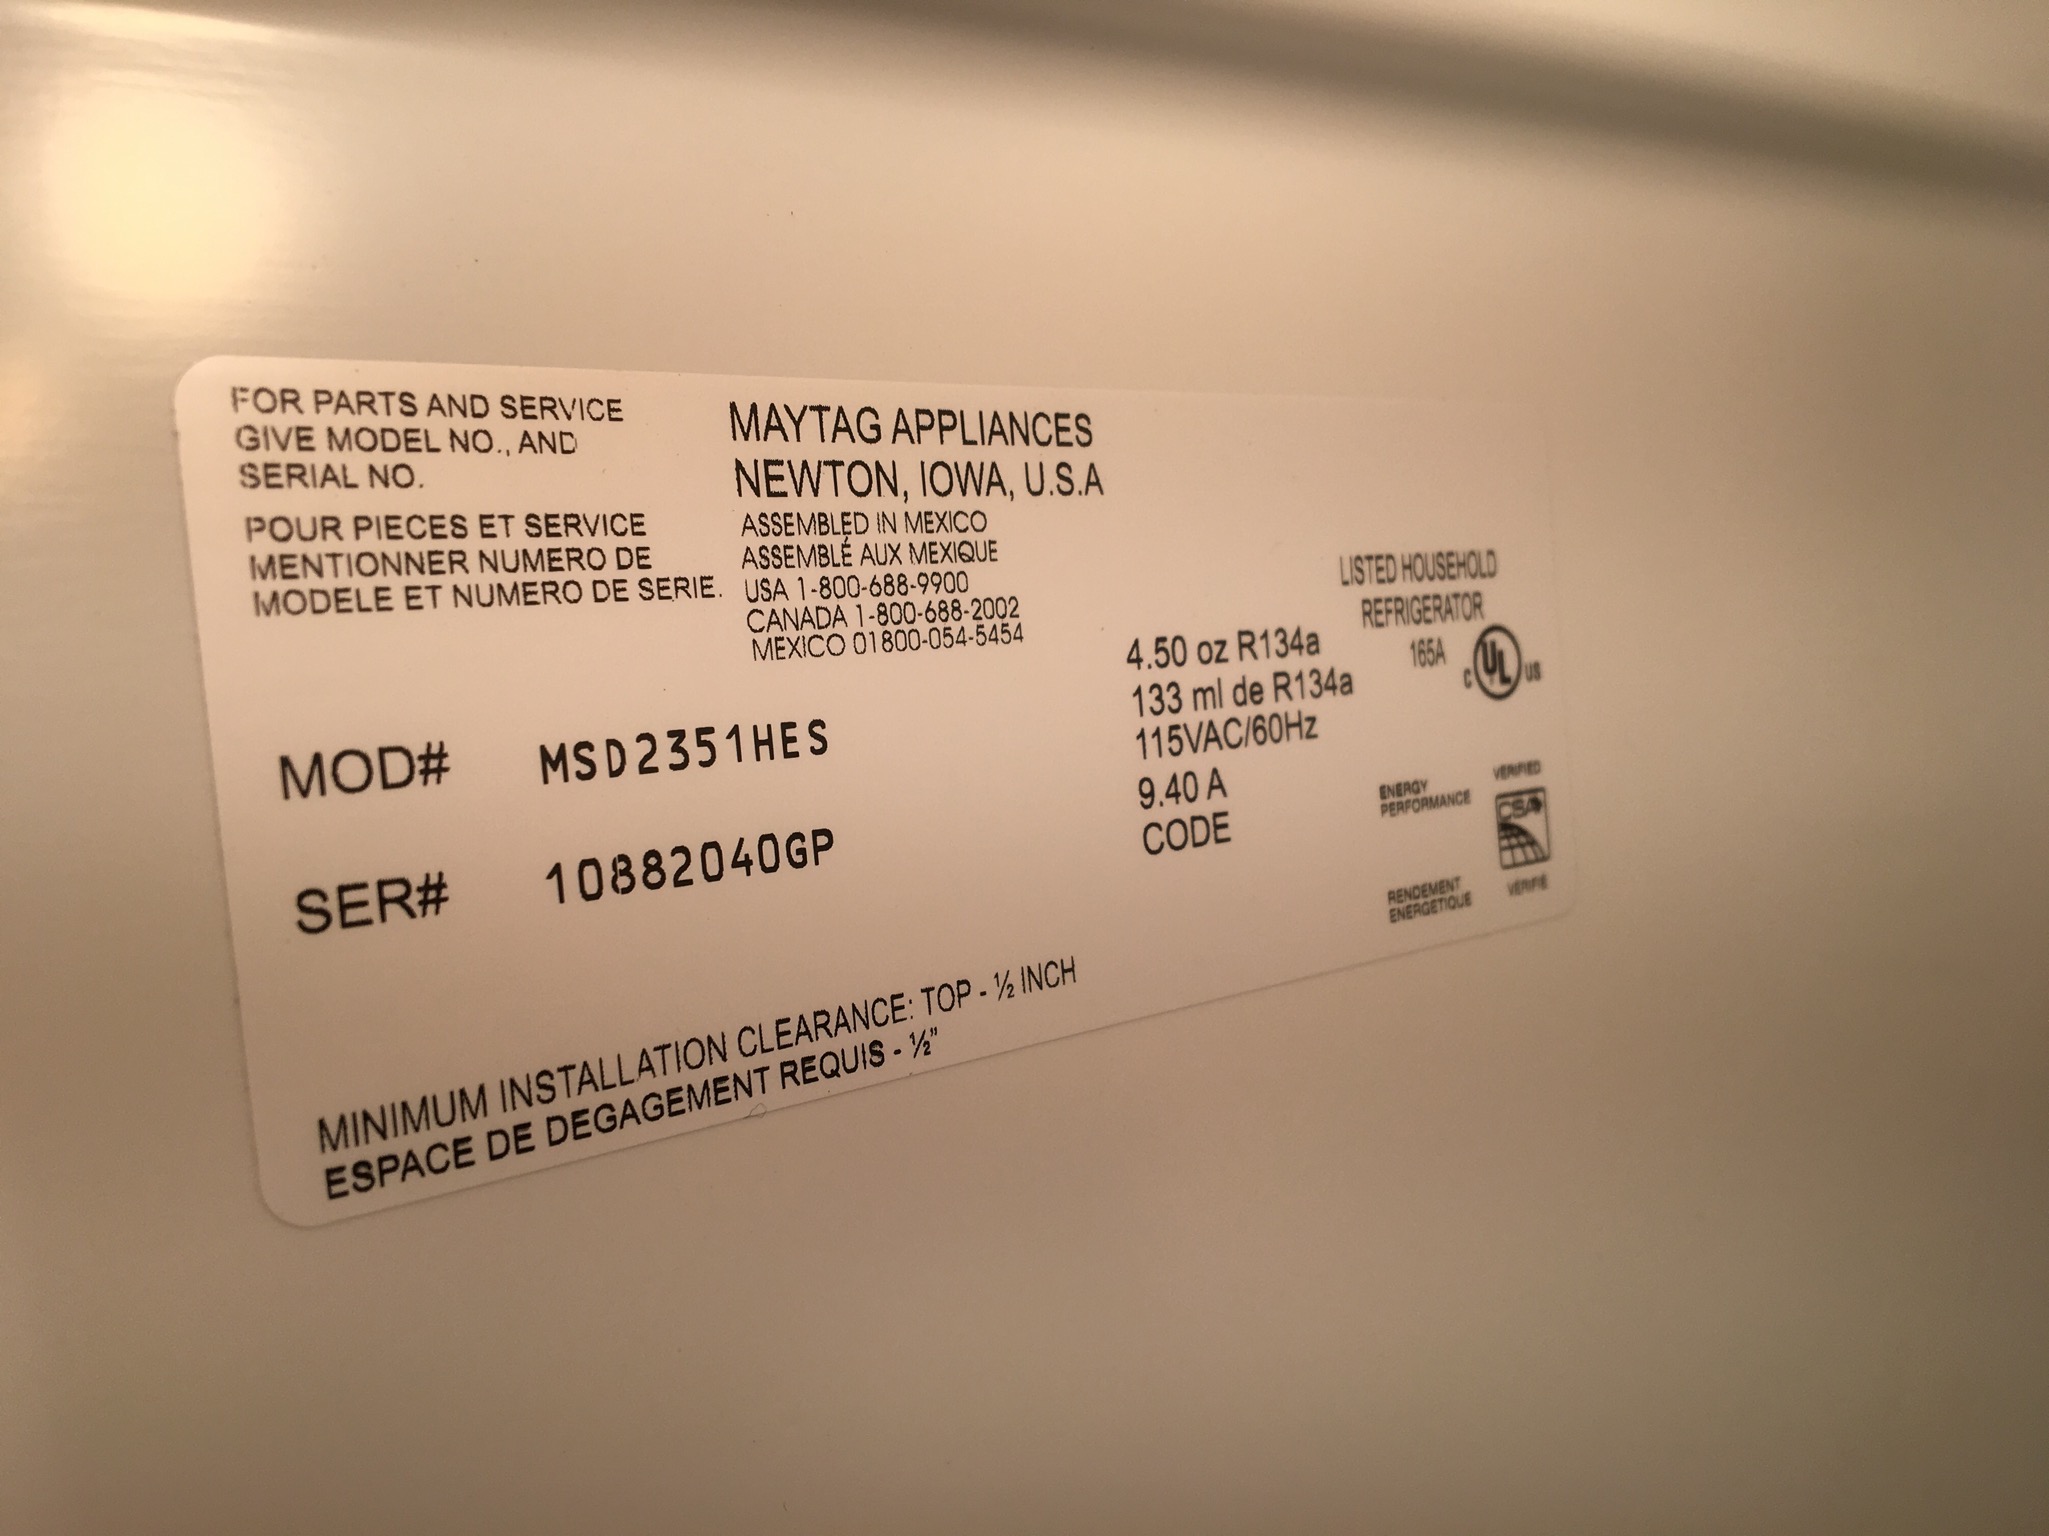 FOR PARTS AND SERVICE
GIVE MODEL NO., AND
SERIAL NO.
POUR PIECES ET SERVICE
MENTIONNER NUMERO DE
MODELE ET NUMERO DE SERIE.
MAYTAG APPLIANCES
NEWTON, IOWA, U.S.A
ASSEMBLED IN MEXICO
ASSEMBLÉ AUX MEXIQUE
USA 1-800-688-9900
CANADA 1-800-688-2002
MEXICO 01800-054-5454
MOD# MSD2351HES
SER# 10882040GP
4.50 oz R134a
133 ml de R134a
115VAC/60Hz
9.40 A
CODE
LISTED HOUSEHOLD
REFRIGERATOR
165A
C UL US
ENERGY
PERFORMANCE
VERIFIED
CSA
RENDEMENT
ENERGETIQUE
VERIFIÉ
MINIMUM INSTALLATION CLEARANCE: TOP - ½ INCH
ESPACE DE DEGAGEMENT REQUIS - ½"